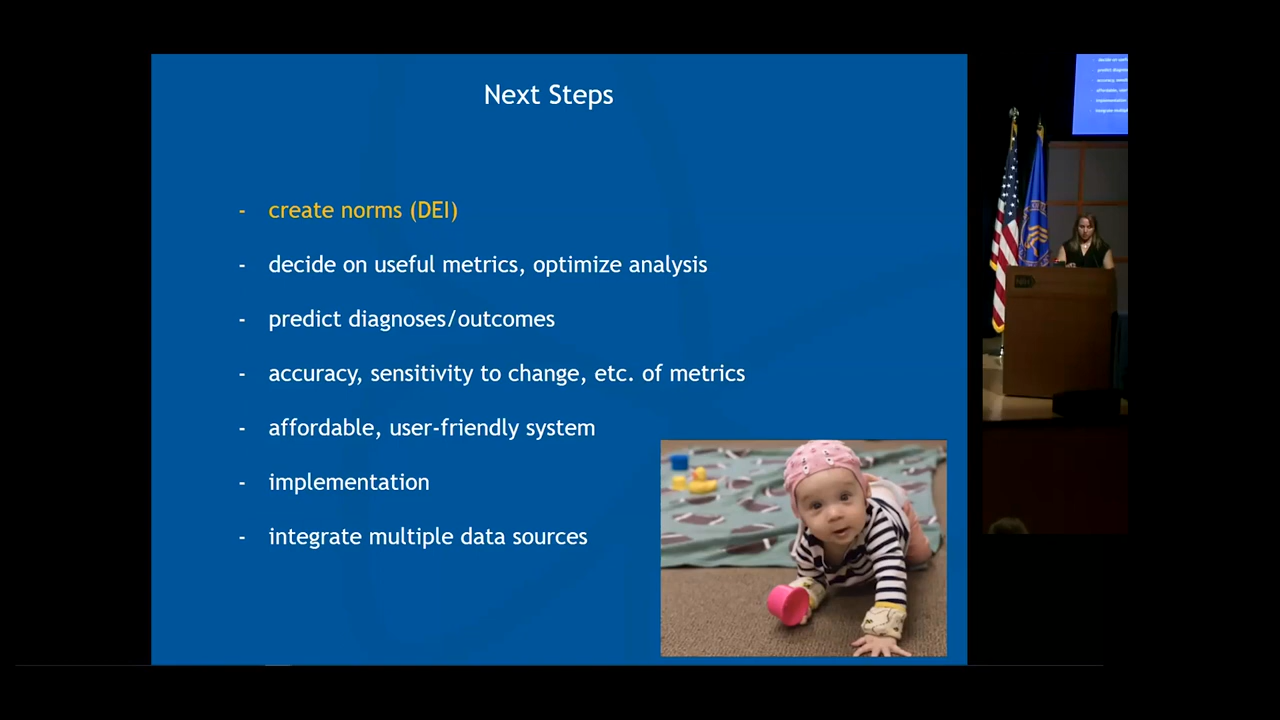 Next Steps
- create norms (DEI)
- decide on useful metrics, optimize analysis
- predict diagnoses/outcomes
- accuracy, sensitivity to change, etc. of metrics
- affordable, user-friendly system
- implementation
- integrate multiple data sources